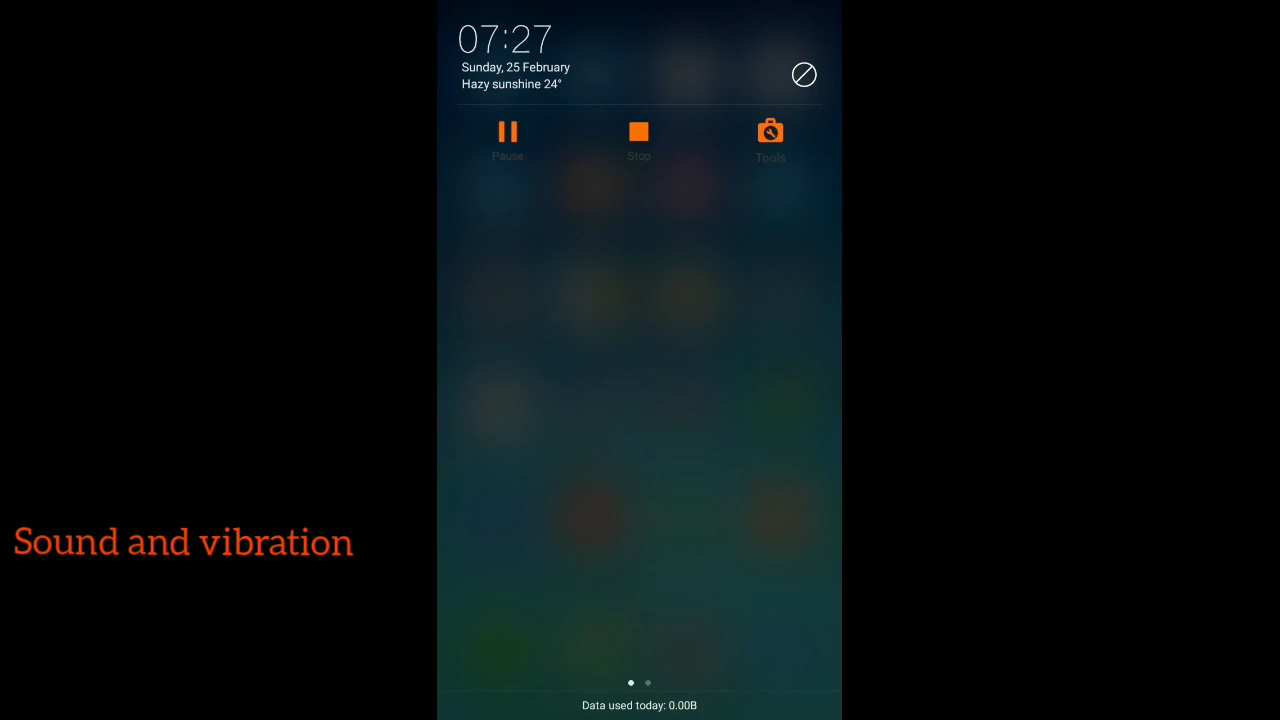 07:27
Sunday, 25 February
Hazy sunshine 24°
Pause
Stop
Tools
Sound and vibration
Data used today: 0.00B